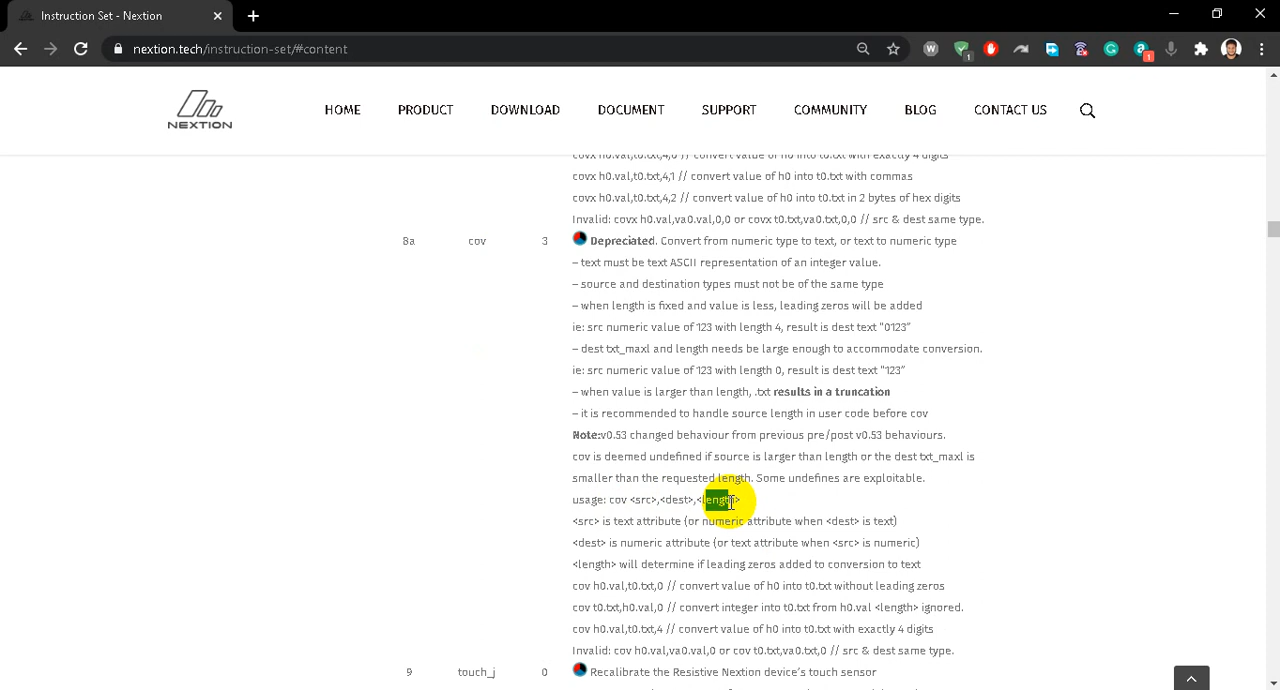 Instruction Set - Nextion
nextion.tech/instruction-set/#content
W
1
1
NEXTION
HOME PRODUCT DOWNLOAD DOCUMENT SUPPORT COMMUNITY BLOG CONTACT US
covx h0.val,t0.txt,4,0 // convert value of h0 into t0.txt with exactly 4 digits
covx h0.val,t0.txt,4,1 // convert value of h0 into t0.txt with commas
covx h0.val,t0.txt,4,2 // convert value of h0 into t0.txt in 2 bytes of hex digits
Invalid: covx h0.val,va0.val,0,0 or covx t0.txt,va0.txt,0,0 // src & dest same type.
8a cov 3 Depreciated. Convert from numeric type to text, or text to numeric type
– text must be text ASCII representation of an integer value.
– source and destination types must not be of the same type
– when length is fixed and value is less, leading zeros will be added
ie: src numeric value of 123 with length 4, result is dest text "0123"
– dest txt_maxl and length needs be large enough to accommodate conversion.
ie: src numeric value of 123 with length 0, result is dest text "123"
– when value is larger than length, .txt results in a truncation
– it is recommended to handle source length in user code before cov
Note: v0.53 changed behaviour from previous pre/post v0.53 behaviours.
cov is deemed undefined if source is larger than length or the dest txt_maxl is
smaller than the requested length. Some undefines are exploitable.
usage: cov <src>,<dest>,<length>
<src> is text attribute (or numeric attribute when <dest> is text)
<dest> is numeric attribute (or text attribute when <src> is numeric)
<length> will determine if leading zeros added to conversion to text
cov h0.val,t0.txt,0 // convert value of h0 into t0.txt without leading zeros
cov t0.txt,h0.val,0 // convert integer into t0.txt from h0.val <length> ignored.
cov h0.val,t0.txt,4 // convert value of h0 into t0.txt with exactly 4 digits
Invalid: cov h0.val,va0.val,0 or cov t0.txt,va0.txt,0 // src & dest same type.
9 touch_j 0 Recalibrate the Resistive Nextion device's touch sensor